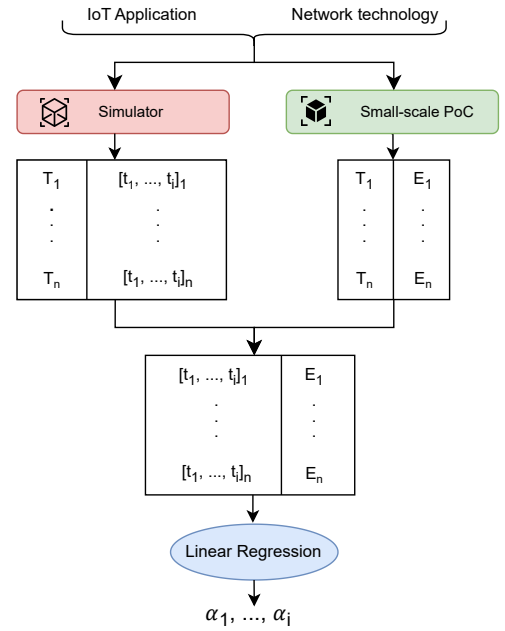 IoT Application Network technology
Simulator Small-scale PoC
T₁ [t₁, ..., tᵢ]₁ T₁ E₁
. . . .
. . . .
. . . .
Tₙ [t₁, ..., tᵢ]ₙ Tₙ Eₙ
[t₁, ..., tᵢ]₁ E₁
. .
. .
. .
[t₁, ..., tᵢ]ₙ Eₙ
Linear Regression
α₁, ..., αᵢ